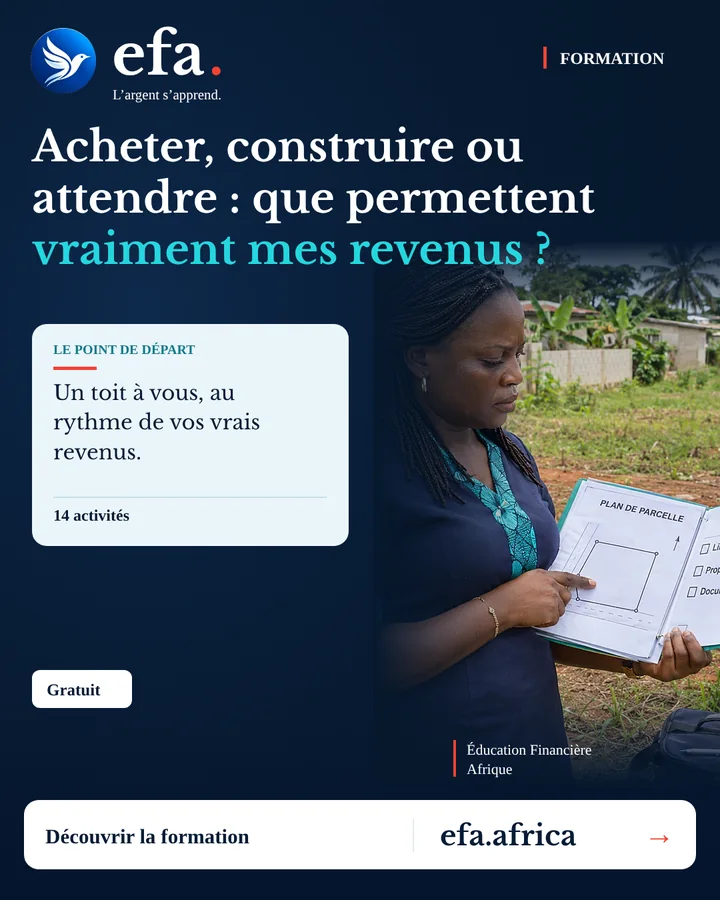 efa.
L’argent s’apprend.
FORMATION
Acheter, construire ou
attendre : que permettent
vraiment mes revenus ?
LE POINT DE DÉPART
Un toit à vous, au
rythme de vos vrais
revenus.
14 activités
PLAN DE PARCELLE
Gratuit
Éducation Financière
Afrique
Découvrir la formation
efa.africa →